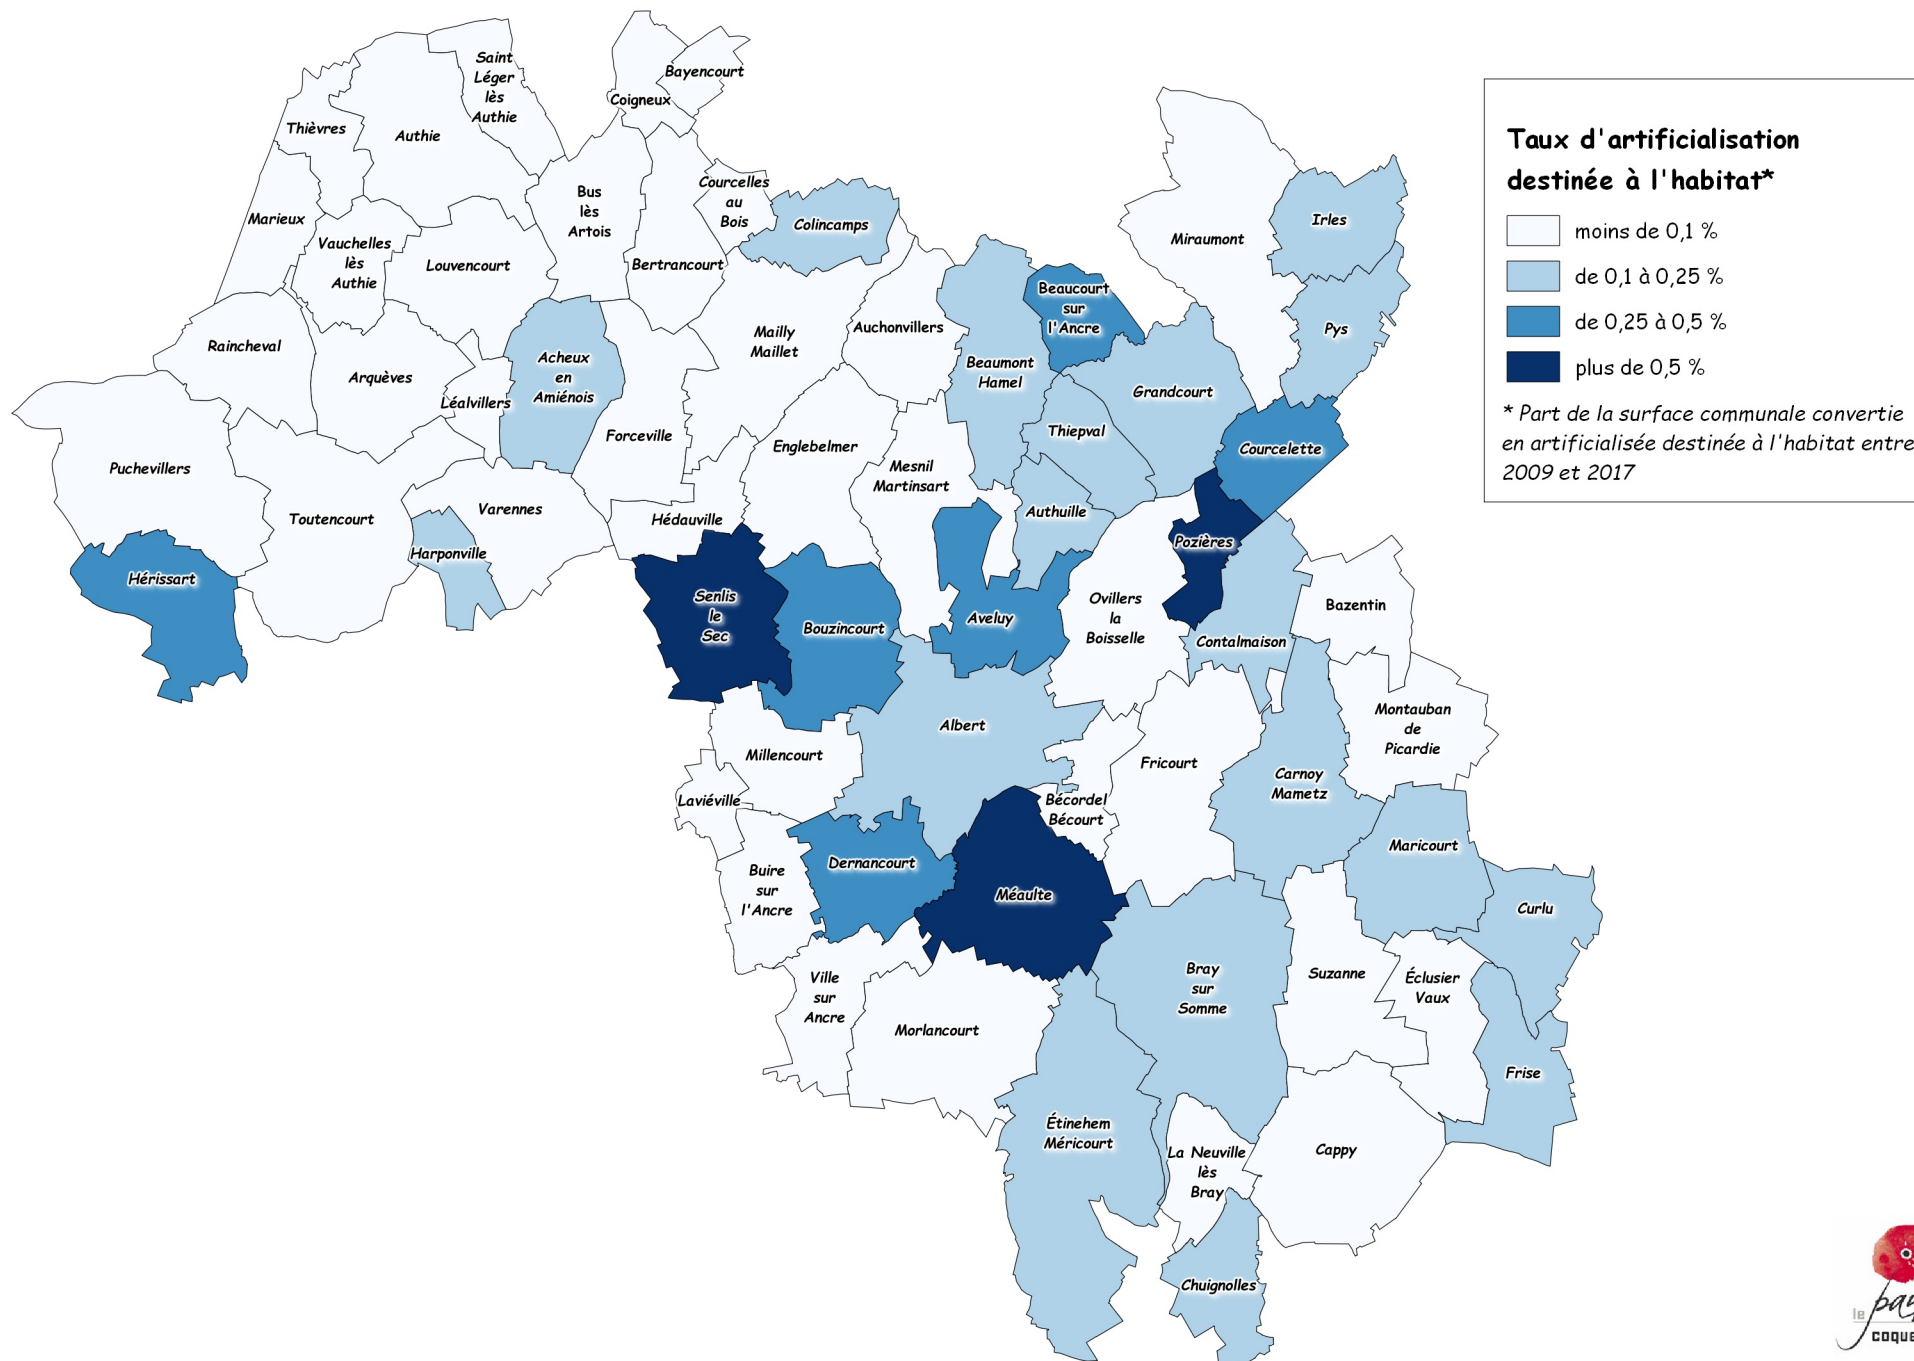 Saint
Léger
lès
Authie
Bayencourt
Coigneux
Thièvres
Authie
Courcelles
au
Bois
Bus
lès
Artois
Marieux
Colincamps
Irles
Miraumont
Vauchelles
lès
Authie
Louvencourt
Bertrancourt
Beaucourt
sur
l'Ancre
Auchonvillers
Pys
Mailly
Maillet
Raincheval
Acheux
en
Amiénois
Beaumont
Hamel
Arquèves
Grandcourt
Léalvillers
Thiepval
Forceville
Englebelmer
Courcelette
Puchevillers
Mesnil
Martinsart
Varennes
Authuille
Toutencourt
Hédauville
Pozières
Harponville
Hérissart
Senlis
le
Sec
Ovillers
la
Boisselle
Bazentin
Aveluy
Bouzincourt
Contalmaison
Montauban
de
Picardie
Albert
Millencourt
Fricourt
Carnoy
Mametz
Laviéville
Bécordel
Bécourt
Maricourt
Dernancourt
Buire
sur
l'Ancre
Méaulte
Curlu
Ville
sur
Ancre
Bray
sur
Somme
Suzanne
Éclusier
Vaux
Morlancourt
Frise
Étinehem
Méricourt
La Neuville
lès
Bray
Cappy
Chuignolles
Taux d'artificialisation
destinée à l'habitat*
moins de 0,1 %
de 0,1 à 0,25 %
de 0,25 à 0,5 %
plus de 0,5 %
* Part de la surface communale convertie
en artificialisée destinée à l'habitat entre
2009 et 2017
le pay
coque